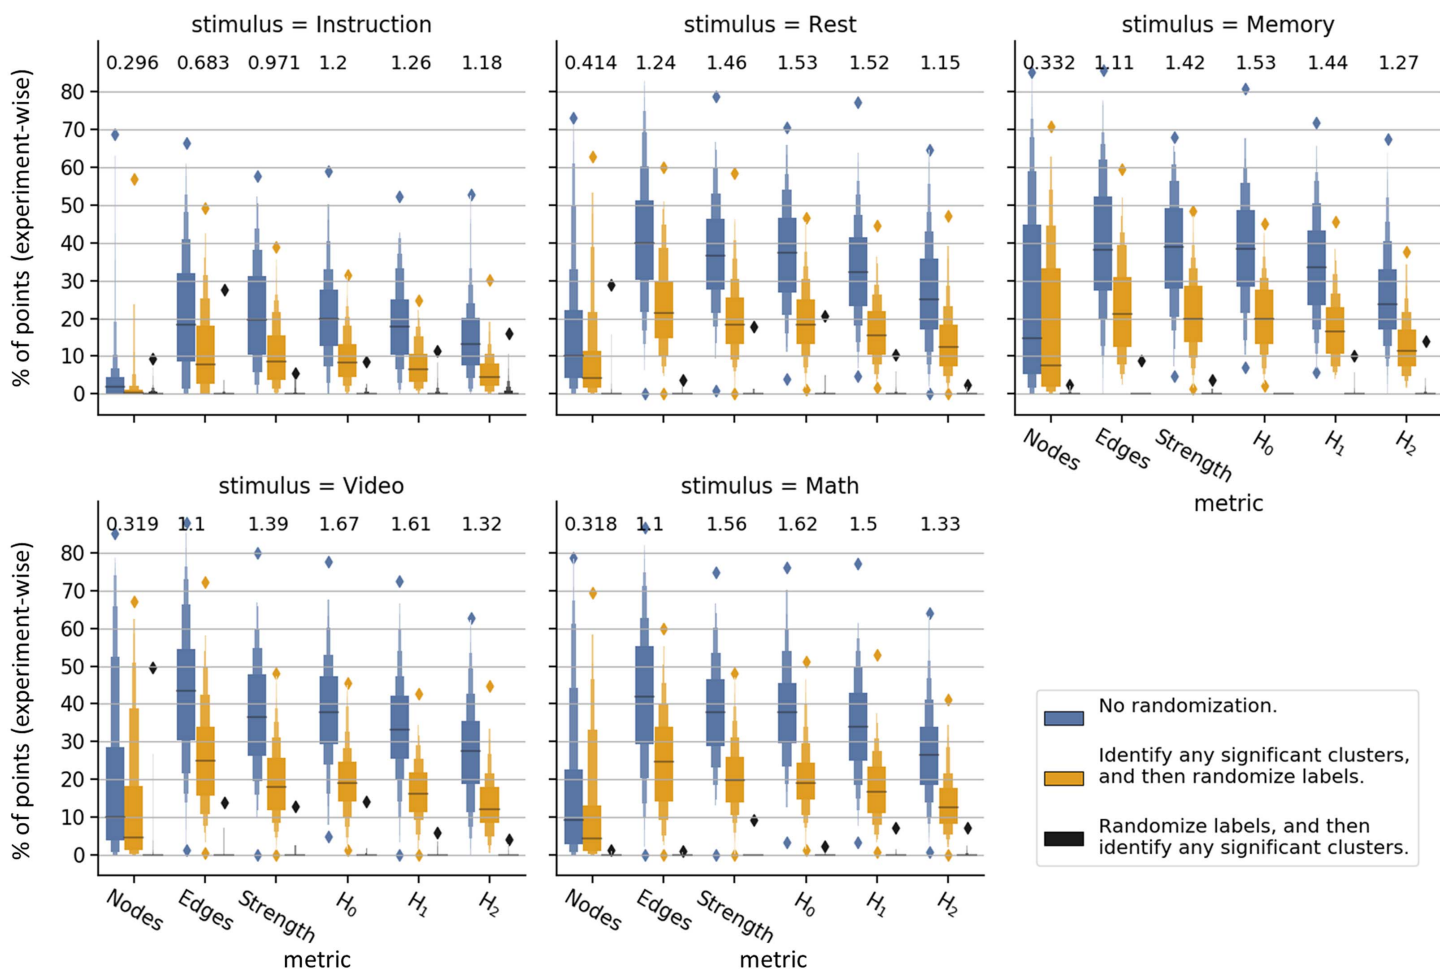 stimulus = Instruction
stimulus = Rest
stimulus = Memory
% of points (experiment-wise)
0.296 0.683 0.971 1.2 1.26 1.18
0.414 1.24 1.46 1.53 1.52 1.15
0.332 1.11 1.42 1.53 1.44 1.27
80
70
60
50
40
30
20
10
0
Nodes Edges Strength H0 H1 H2
metric
stimulus = Video
stimulus = Math
% of points (experiment-wise)
0.319 1.1 1.39 1.67 1.61 1.32
0.318 1.1 1.56 1.62 1.5 1.33
80
70
60
50
40
30
20
10
0
Nodes Edges Strength H0 H1 H2
metric
Nodes Edges Strength H0 H1 H2
metric
No randomization.
Identify any significant clusters,
and then randomize labels.
Randomize labels, and then
identify any significant clusters.